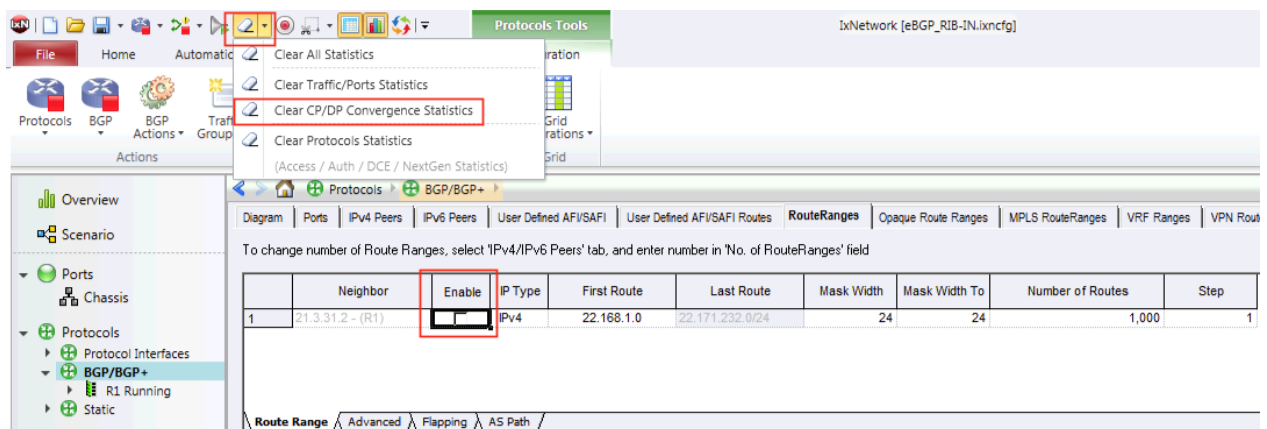 IXN
Protocols Tools
IxNetwork [eBGP_RIB-IN.ixncfg]
File Home Automatic ration
Clear All Statistics
Clear Traffic/Ports Statistics
Clear CP/DP Convergence Statistics
Clear Protocols Statistics
(Access / Auth / DCE / NextGen Statistics)
Protocols BGP BGP Actions Traff Group Grid rations
Actions Grid
Overview
Scenario
Ports
Chassis
Protocols
Protocol Interfaces
BGP/BGP+
R1 Running
Static
Protocols BGP/BGP+
Diagram Ports IPv4 Peers IPv6 Peers User Defined AFI/SAFI User Defined AFI/SAFI Routes RouteRanges Opaque Route Ranges MPLS RouteRanges VRF Ranges VPN Rout
To change number of Route Ranges, select 'IPv4/IPv6 Peers' tab, and enter number in 'No. of RouteRanges' field
Neighbor Enable IP Type First Route Last Route Mask Width Mask Width To Number of Routes Step
1 21.3.31.2 - (R1) IPv4 22.168.1.0 22.171.232.0/24 24 24 1,000 1
Route Range Advanced Flapping AS Path